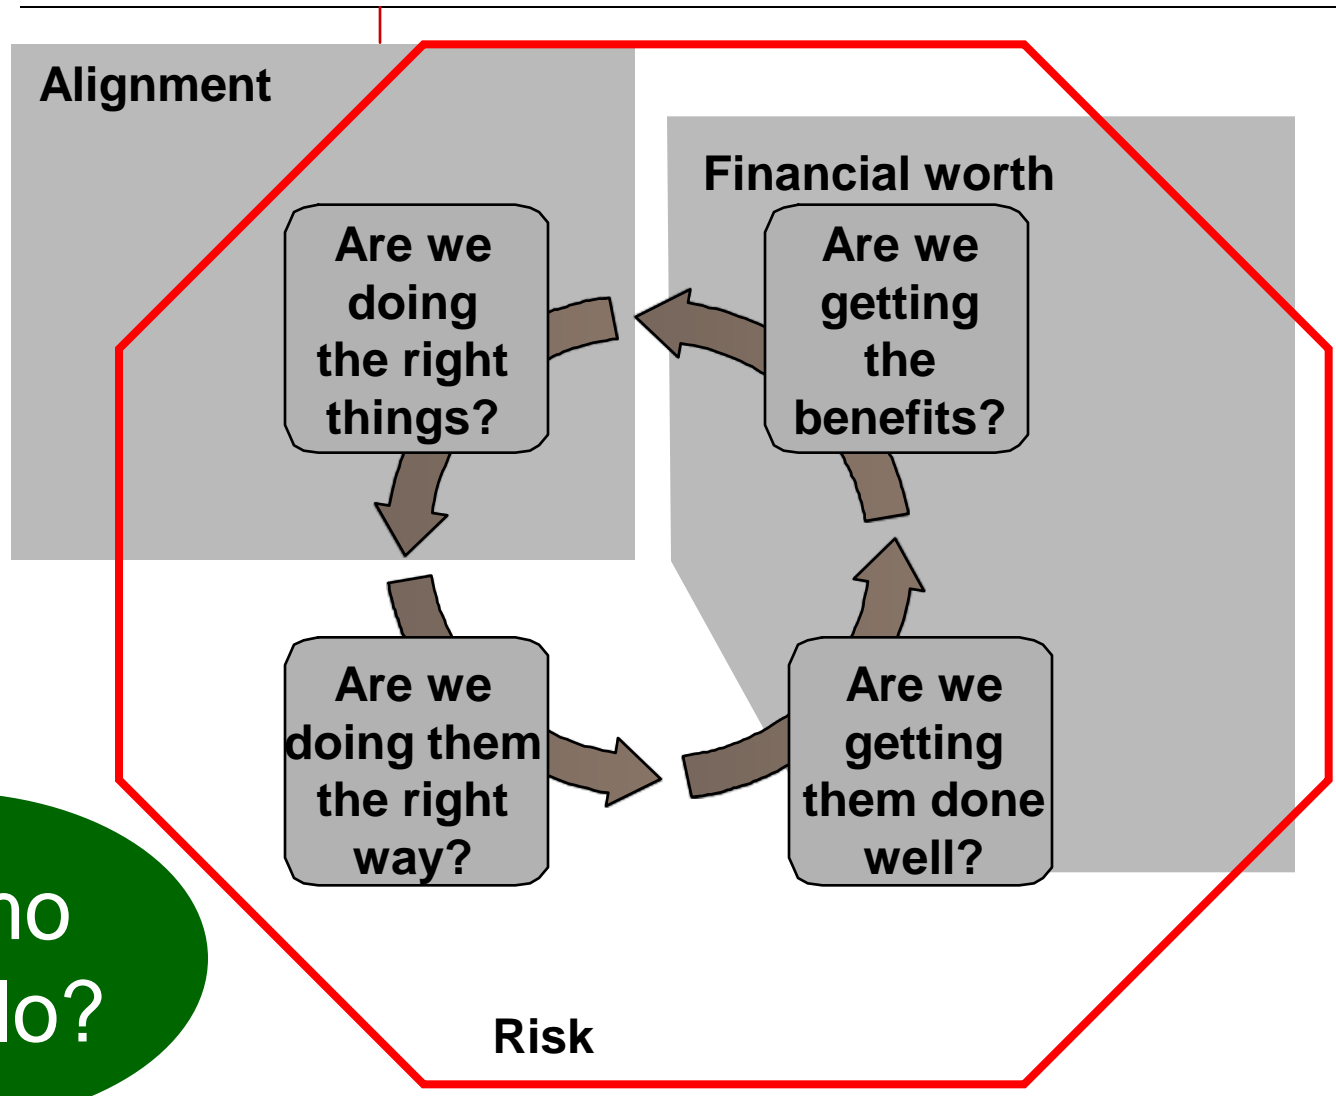 Alignment
Financial worth
Are we
doing
the right
things?
Are we
getting
the
benefits?
Are we
doing them
the right
way?
Are we
getting
them done
well?
Risk